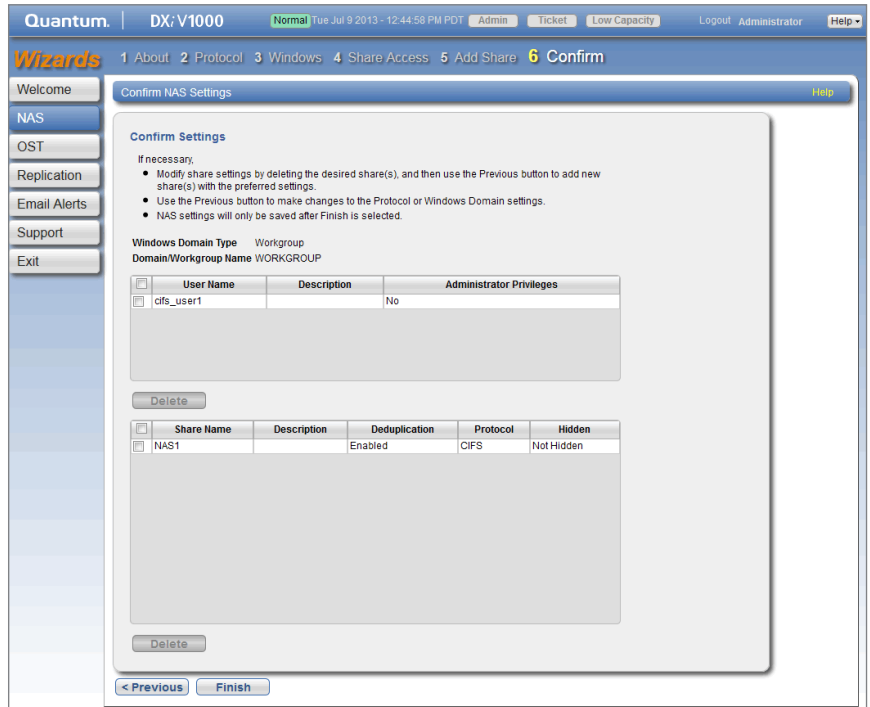 Quantum. DXi V1000 Normal Tue Jul 9 2013 - 12:44:58 PM PDT Admin Ticket Low Capacity Logout Administrator Help
Wizards 1 About 2 Protocol 3 Windows 4 Share Access 5 Add Share 6 Confirm
Welcome
NAS
OST
Replication
Email Alerts
Support
Exit
Confirm NAS Settings Help
Confirm Settings
If necessary,
• Modify share settings by deleting the desired share(s), and then use the Previous button to add new
share(s) with the preferred settings.
• Use the Previous button to make changes to the Protocol or Windows Domain settings.
• NAS settings will only be saved after Finish is selected.
Windows Domain Type Workgroup
Domain/Workgroup Name WORKGROUP
User Name Description Administrator Privileges
cifs_user1 No
Delete
Share Name Description Deduplication Protocol Hidden
NAS1 Enabled CIFS Not Hidden
Delete
< Previous Finish